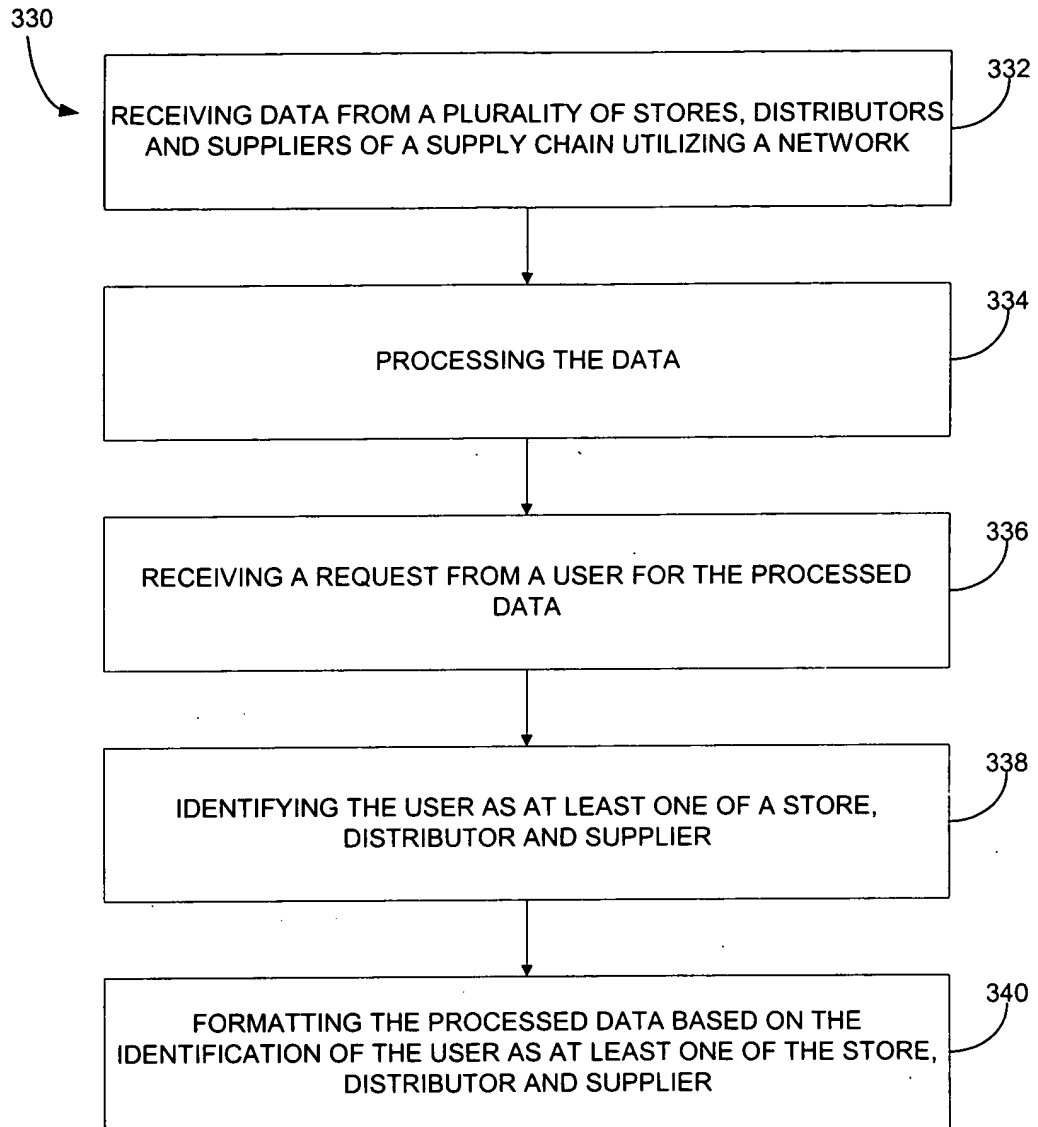 330
332
RECEIVING DATA FROM A PLURALITY OF STORES, DISTRIBUTORS
AND SUPPLIERS OF A SUPPLY CHAIN UTILIZING A NETWORK
334
PROCESSING THE DATA
336
RECEIVING A REQUEST FROM A USER FOR THE PROCESSED
DATA
338
IDENTIFYING THE USER AS AT LEAST ONE OF A STORE,
DISTRIBUTOR AND SUPPLIER
340
FORMATTING THE PROCESSED DATA BASED ON THE
IDENTIFICATION OF THE USER AS AT LEAST ONE OF THE STORE,
DISTRIBUTOR AND SUPPLIER